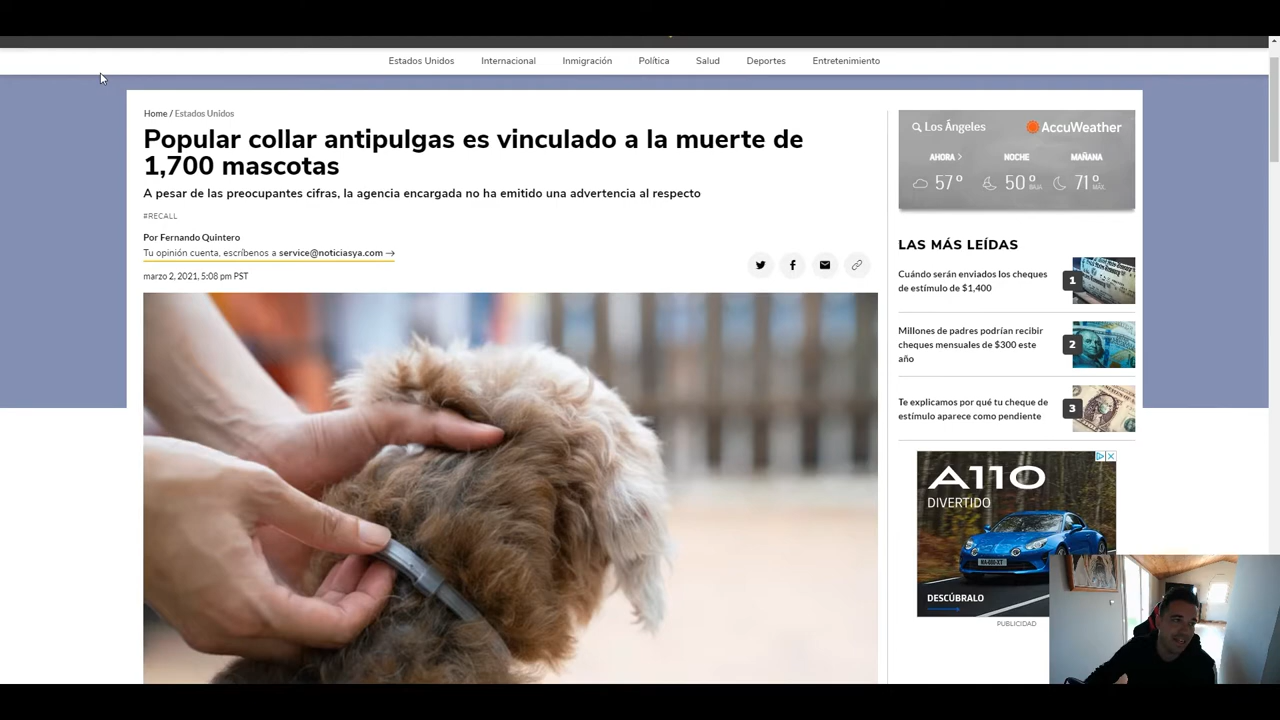 Estados Unidos Internacional Inmigración Política Salud Deportes Entretenimiento
Home / Estados Unidos
Popular collar antipulgas es vinculado a la muerte de
1,700 mascotas
A pesar de las preocupantes cifras, la agencia encargada no ha emitido una advertencia al respecto
#RECALL
Por Fernando Quintero
Tu opinión cuenta, escríbenos a service@noticiasya.com →
marzo 2, 2021, 5:08 pm PST
Los Ángeles AccuWeather
AHORA > NOCHE MAÑANA
57° 50° BAJA 71° MÁX
LAS MÁS LEÍDAS
Cuándo serán enviados los cheques
de estímulo de $1,400
1
Millones de padres podrían recibir
cheques mensuales de $300 este
año
2
Te explicamos por qué tu cheque de
estímulo aparece como pendiente
3
A110
DIVERTIDO
DESCÚBRALO
PUBLICIDAD